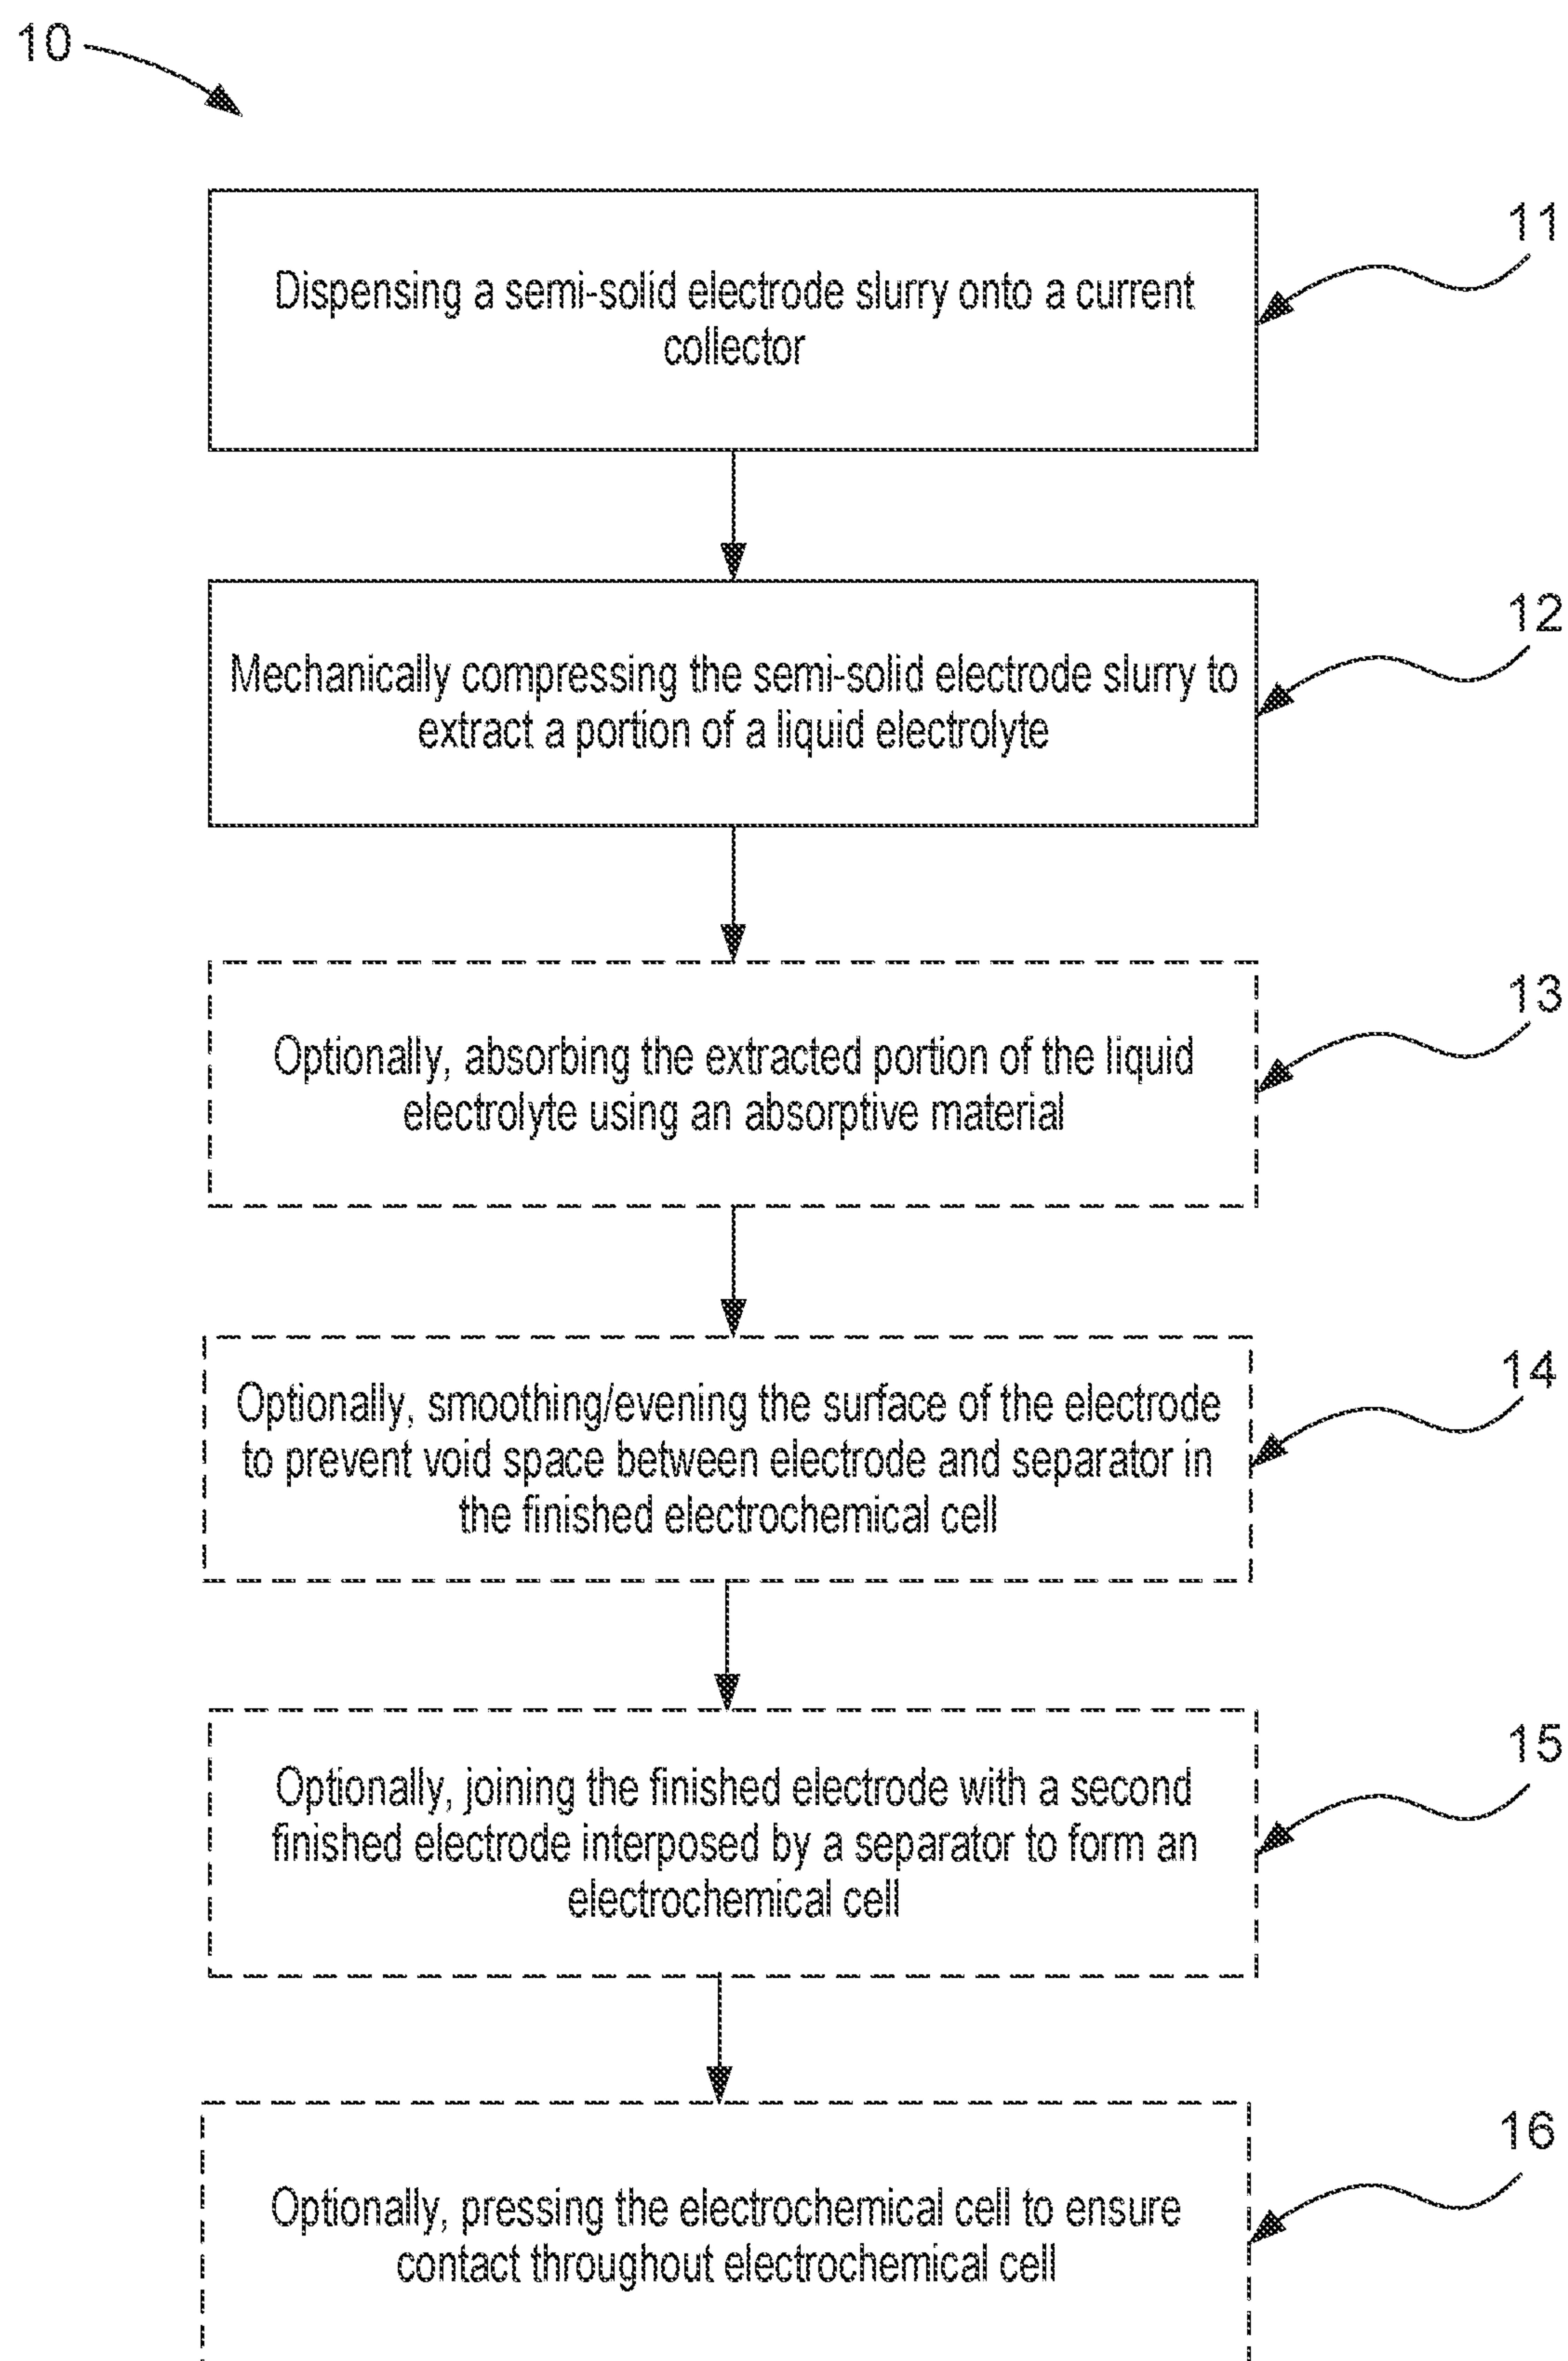 10
11
Dispensing a semi-solid electrode slurry onto a current
collector
12
Mechanically compressing the semi-solid electrode slurry to
extract a portion of a liquid electrolyte
13
Optionally, absorbing the extracted portion of the liquid
electrolyte using an absorptive material
14
Optionally, smoothing/evening the surface of the electrode
to prevent void space between electrode and separator in
the finished electrochemical cell
15
Optionally, joining the finished electrode with a second
finished electrode interposed by a separator to form an
electrochemical cell
16
Optionally, pressing the electrochemical cell to ensure
contact throughout electrochemical cell